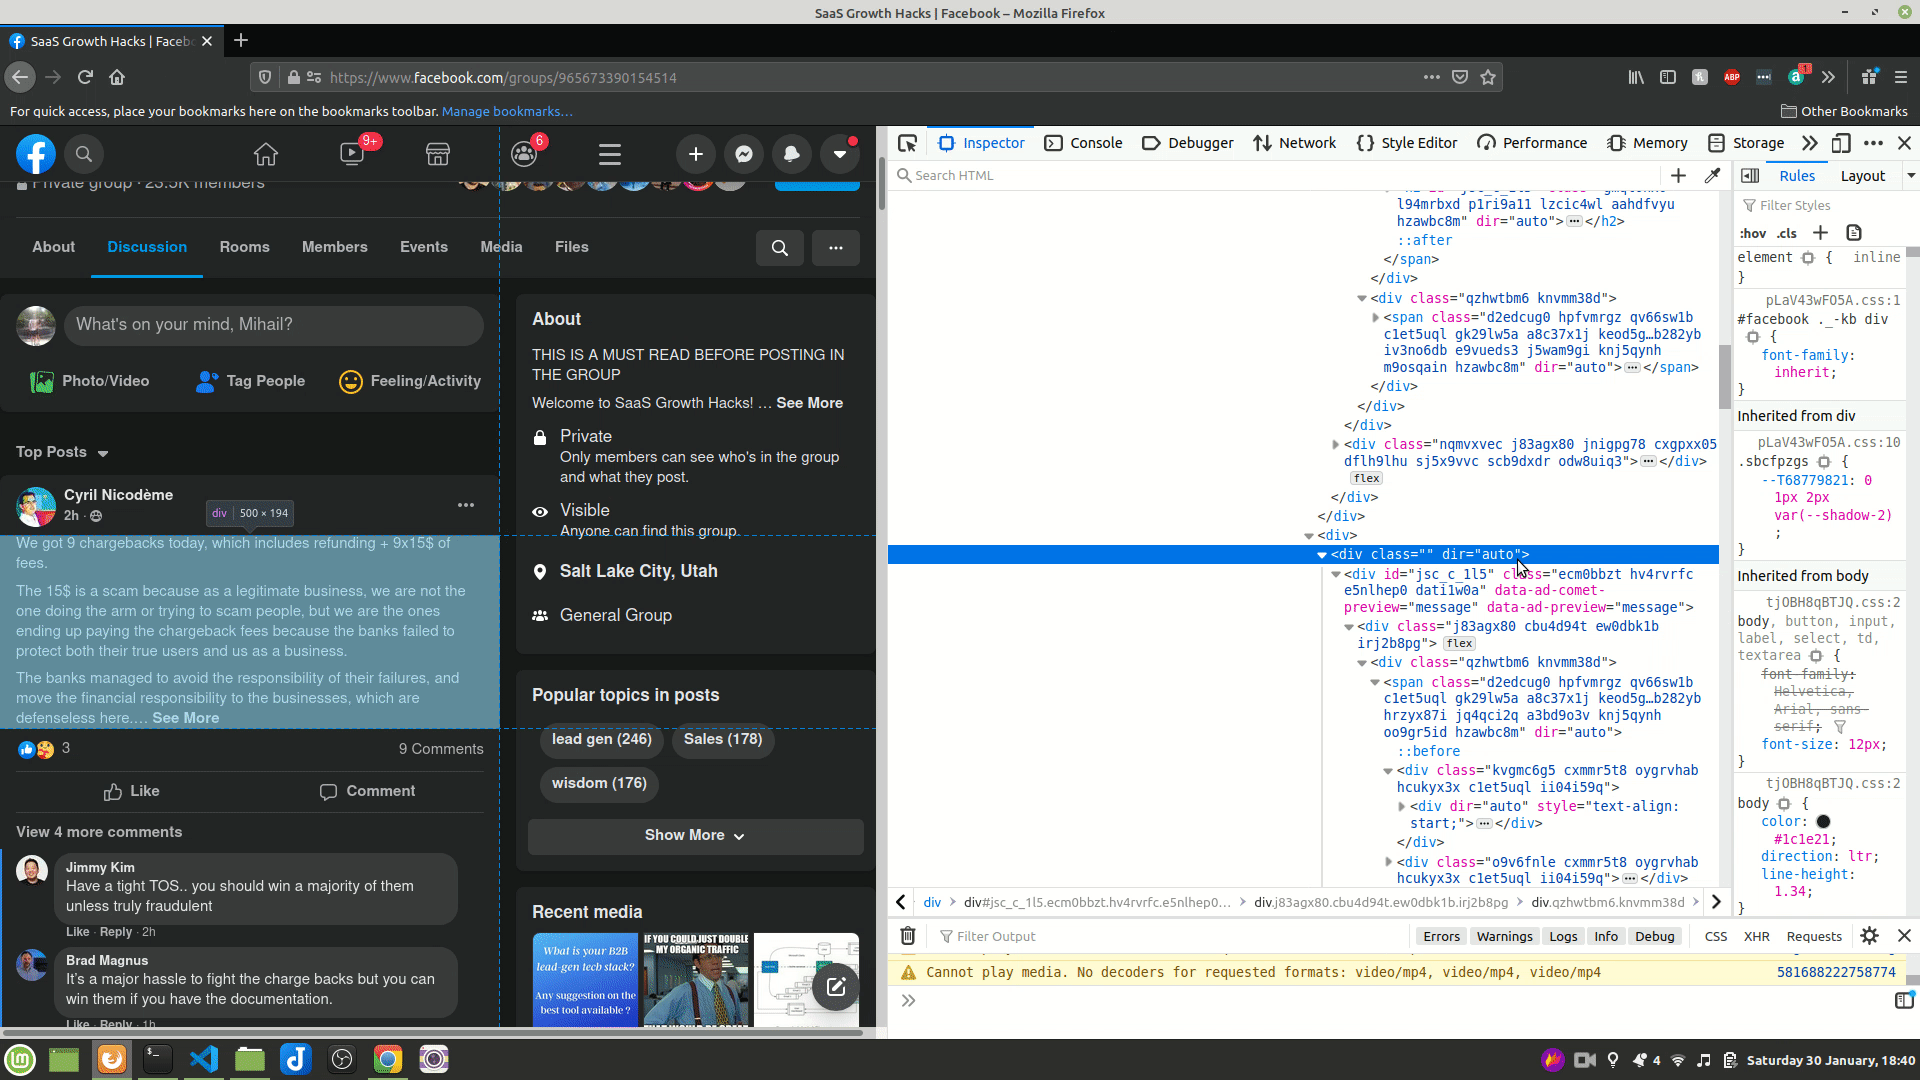 SaaS Growth Hacks | Facebook – Mozilla Firefox
SaaS Growth Hacks | Faceb
https://www.facebook.com/groups/965673390154514
ABP
For quick access, place your bookmarks here on the bookmarks toolbar. Manage bookmarks…
Other Bookmarks
9+
6
Private group · 23.5K members
About
Discussion
Rooms
Members
Events
Media
Files
What's on your mind, Mihail?
Photo/Video
Tag People
Feeling/Activity
Top Posts
Cyril Nicodème
2h ·
div | 500 × 194
We got 9 chargebacks today, which includes refunding + 9x15$ of
fees.
The 15$ is a scam because as a legitimate business, we are not the
one doing the arm or trying to scam people, but we are the ones
ending up paying the chargeback fees because the banks failed to
protect both their true users and us as a business.
The banks managed to avoid the responsibility of their failures, and
move the financial responsibility to the businesses, which are
defenseless here.… See More
3
9 Comments
Like
Comment
View 4 more comments
Jimmy Kim
Have a tight TOS.. you should win a majority of them
unless truly fraudulent
Like · Reply · 2h
Brad Magnus
It's a major hassle to fight the charge backs but you can
win them if you have the documentation.
Like · Reply · 1h
About
THIS IS A MUST READ BEFORE POSTING IN
THE GROUP
Welcome to SaaS Growth Hacks! … See More
Private
Only members can see who's in the group
and what they post.
Visible
Anyone can find this group.
Salt Lake City, Utah
General Group
Popular topics in posts
lead gen (246)
Sales (178)
wisdom (176)
Show More
Recent media
What is your B2B
lead-gen tech stack?
Any suggestion on the
best tool available ?
IF YOU COULD JUST DOUBLE
MY ORGANIC TRAFFIC
Inspector
Console
Debugger
Network
Style Editor
Performance
Memory
Storage
Search HTML
l94mrbxd p1ri9a11 lzcic4wl aahdfvyu
hzawbc8m" dir="auto"></h2>
::after
</span>
</div>
<div class="qzhwtbm6 knvmm38d">
<span class="d2edcug0 hpfvmrgz qv66sw1b
c1et5uql gk29lw5a a8c37x1j keod5g…b282yb
iv3no6db e9vueds3 j5wam9gi knj5qynh
m9osqain hzawbc8m" dir="auto"></span>
</div>
</div>
</div>
<div class="nqmvxvec j83agx80 jnigpg78 cxgpxx05
dflh9lhu sj5x9vvc scb9dxdr odw8uiq3"></div>
flex
</div>
</div>
<div>
<div class="" dir="auto">
<div id="jsc_c_1l5" class="ecm0bbzt hv4rvrfc
e5nlhep0 dati1w0a" data-ad-comet-
preview="message" data-ad-preview="message">
<div class="j83agx80 cbu4d94t ew0dbk1b
irj2b8pg"> flex
<div class="qzhwtbm6 knvmm38d">
<span class="d2edcug0 hpfvmrgz qv66sw1b
c1et5uql gk29lw5a a8c37x1j keod5g…b282yb
hrzyx87i jq4qci2q a3bd9o3v knj5qynh
oo9gr5id hzawbc8m" dir="auto">
::before
<div class="kvgmc6g5 cxmmr5t8 oygrvhab
hcukyx3x c1et5uql ii04i59q">
<div dir="auto" style="text-align:
start;"></div>
</div>
<div class="o9v6fnle cxmmr5t8 oygrvhab
hcukyx3x c1et5uql ii04i59q"></div>
div
div#jsc_c_1l5.ecm0bbzt.hv4rvrfc.e5nlhep0…
div.j83agx80.cbu4d94t.ew0dbk1b.irj2b8pg
div.qzhwtbm6.knvmm38d
Rules
Layout
Filter Styles
:hov .cls +
element { inline
}
pLaV43wFO5A.css:1
#facebook ._-kb div
{
font-family:
inherit;
}
Inherited from div
pLaV43wFO5A.css:10
.sbcfpzgs {
--T68779821: 0
1px 2px
var(--shadow-2)
;
}
Inherited from body
tjOBH8qBTJQ.css:2
body, button, input,
label, select, td,
textarea {
font-family:
Helvetica,
Arial, sans-
serif;
font-size: 12px;
}
tjOBH8qBTJQ.css:2
body {
color:
#1c1e21;
direction: ltr;
line-height:
1.34;
}
Filter Output
Errors
Warnings
Logs
Info
Debug
CSS
XHR
Requests
Cannot play media. No decoders for requested formats: video/mp4, video/mp4, video/mp4
581688222758774
4
Saturday 30 January, 18:40